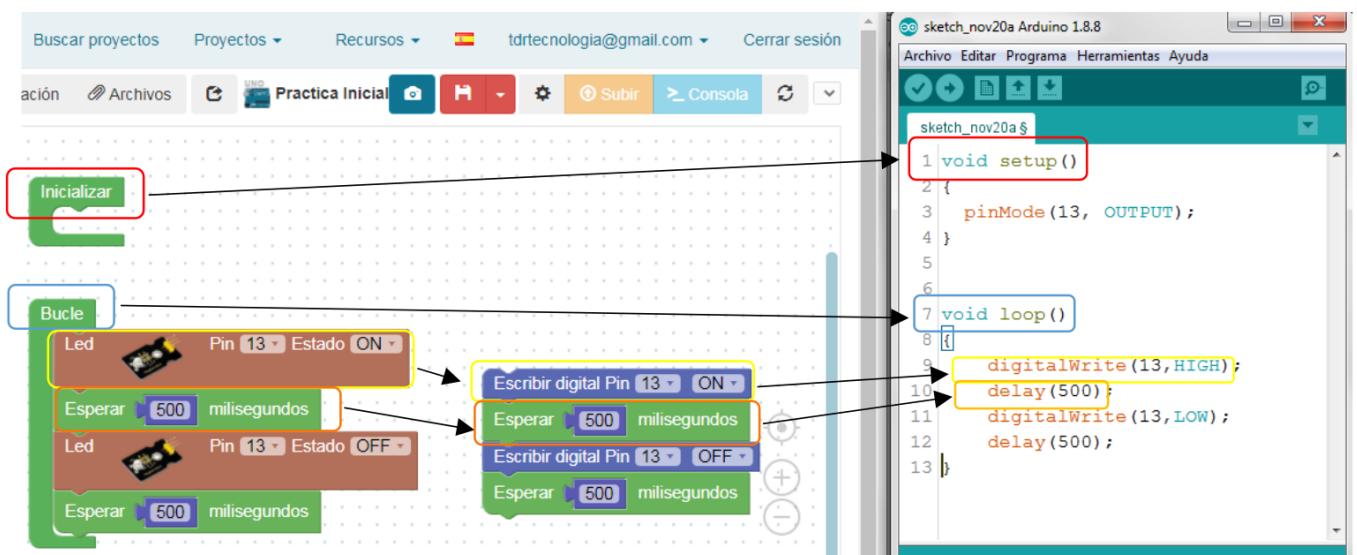 Buscar proyectos Proyectos Recursos tdrtecnologia@gmail.com Cerrar sesión
ación Archivos UNO Practica Inicial Subir >_ Consola
Inicializar
Bucle
Led Pin 13 Estado ON
Esperar 500 milisegundos
Led Pin 13 Estado OFF
Esperar 500 milisegundos
Escribir digital Pin 13 ON
Esperar 500 milisegundos
Escribir digital Pin 13 OFF
Esperar 500 milisegundos
sketch_nov20a Arduino 1.8.8
Archivo Editar Programa Herramientas Ayuda
sketch_nov20a §
1 void setup()
2 {
3 pinMode(13, OUTPUT);
4 }
5
6
7 void loop()
8 {
9 digitalWrite(13,HIGH);
10 delay(500);
11 digitalWrite(13,LOW);
12 delay(500);
13 }